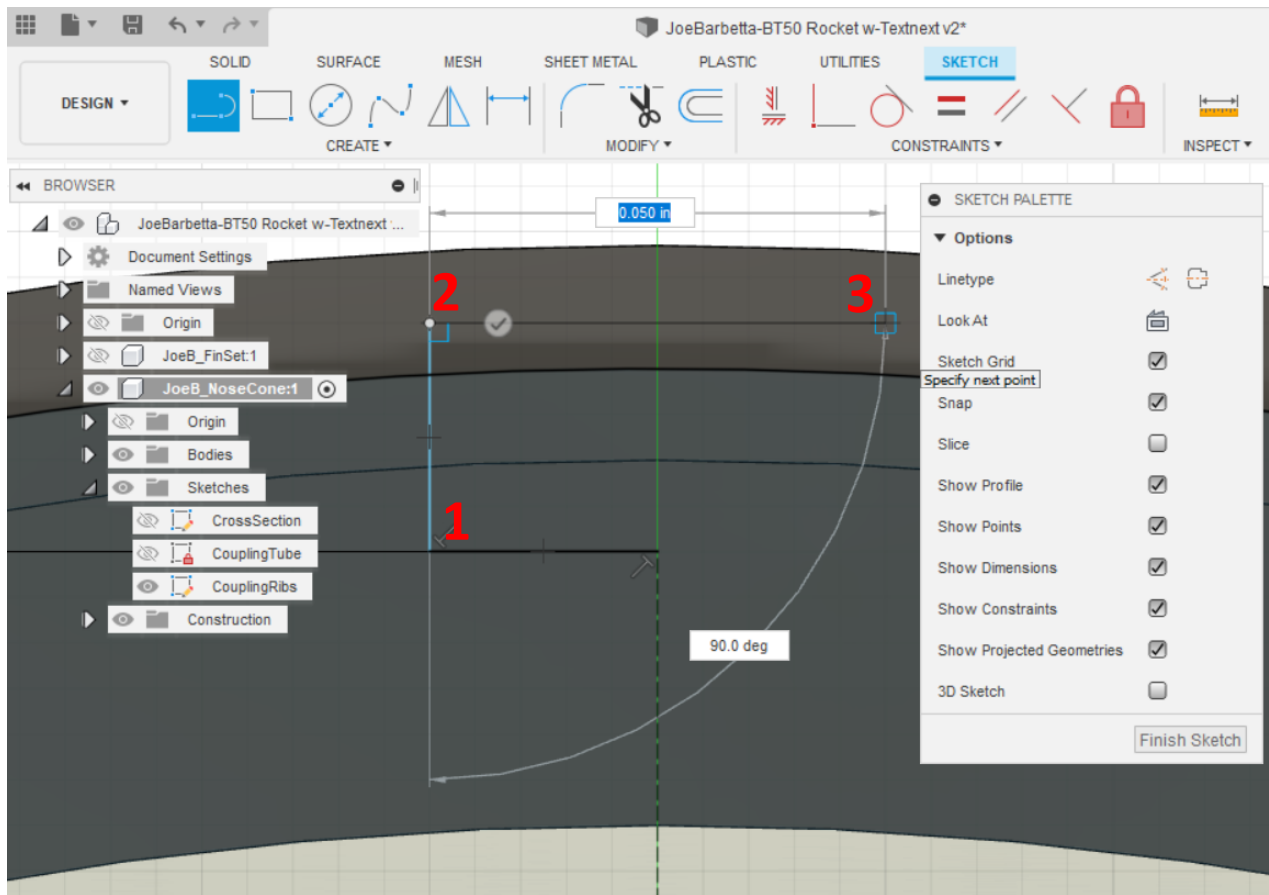 JoeBarbetta-BT50 Rocket w-Textnext v2*
SOLID SURFACE MESH SHEET METAL PLASTIC UTILITIES SKETCH
DESIGN
CREATE MODIFY CONSTRAINTS INSPECT
BROWSER
JoeBarbetta-BT50 Rocket w-Textnext ...
Document Settings
Named Views
Origin
JoeB_FinSet:1
JoeB_NoseCone:1
Origin
Bodies
Sketches
CrossSection
CouplingTube
CouplingRibs
Construction
0.050 in
2
3
1
90.0 deg
SKETCH PALETTE
Options
Linetype
Look At
Sketch Grid
Specify next point
Snap
Slice
Show Profile
Show Points
Show Dimensions
Show Constraints
Show Projected Geometries
3D Sketch
Finish Sketch